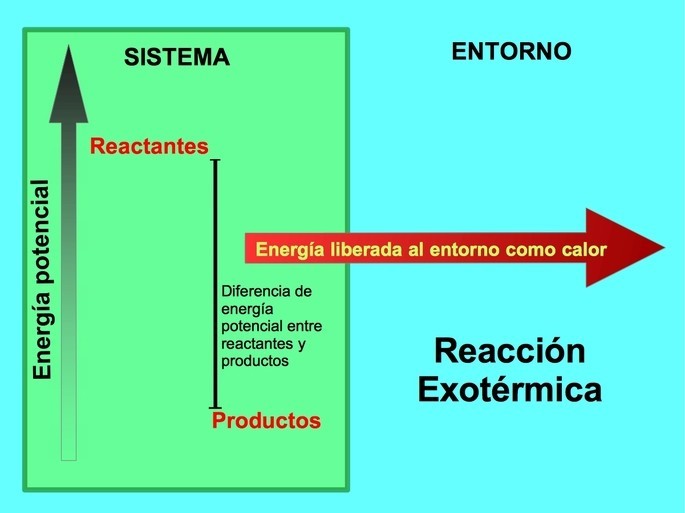 SISTEMA
ENTORNO
Reactantes
Energía potencial
Energía liberada al entorno como calor
Diferencia de
energía
potencial entre
reactantes y
productos
Reacción
Exotérmica
Productos